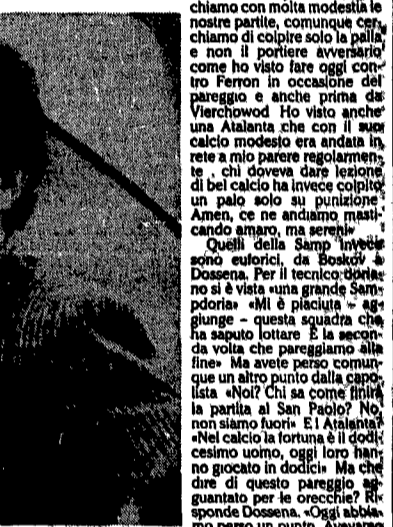 chiamo con molta modestia le
nostre partite, comunque cer
chiamo di colpire solo la palla,
e non il portiere avversario
come ho visto fare oggi con
tro Ferron in occasione del
pareggio e anche prima da
Vierchowod Ho visto anche
una Atalanta che con il suo
calcio modesto era andata in
rete a mio parere regolarmen
te , chi doveva dare lezione
di bel calcio ha invece colpito
un palo solo su punizione
Amen, ce ne andiamo masti
cando amaro, ma sereni»
Quelli della Samp invece
sono euforici, da Boskov a
Dossena. Per il tecnico doria
no si è vista «una grande Sam
pdoria» «Mi è piaciuta – ag
giunge – questa squadra che
ha saputo lottare E la secon
da volta che pareggiamo alla
fine» Ma avete perso comun
que un altro punto dalla capo
lista «Noi? Chi sa come finirà
la partita al San Paolo? No,
non siamo fuori» E l Atalanta?
«Nel calcio la fortuna è il dodi
cesimo uomo, oggi loro han
no giocato in dodici» Ma che
dire di questo pareggio ag
guantato per le orecchie? Ri
sponde Dossena. «Oggi abbia
mo perso un punto Avevamo